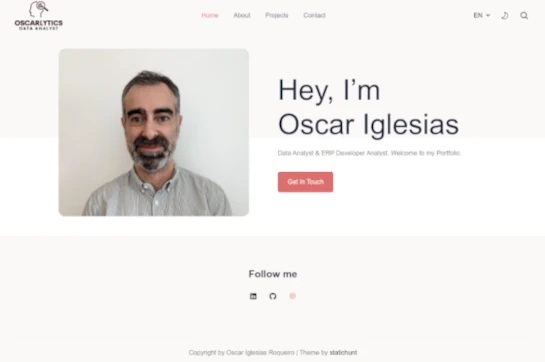 OSCARLYTICS
DATA ANALYST
Home About Projects Contact
EN
Hey, I'm
Oscar Iglesias
Data Analyst & ERP Developer Analyst. Welcome to my Portfolio.
Get In Touch
Follow me
Copyright by Oscar Iglesias Roqueiro | Theme by statichunt